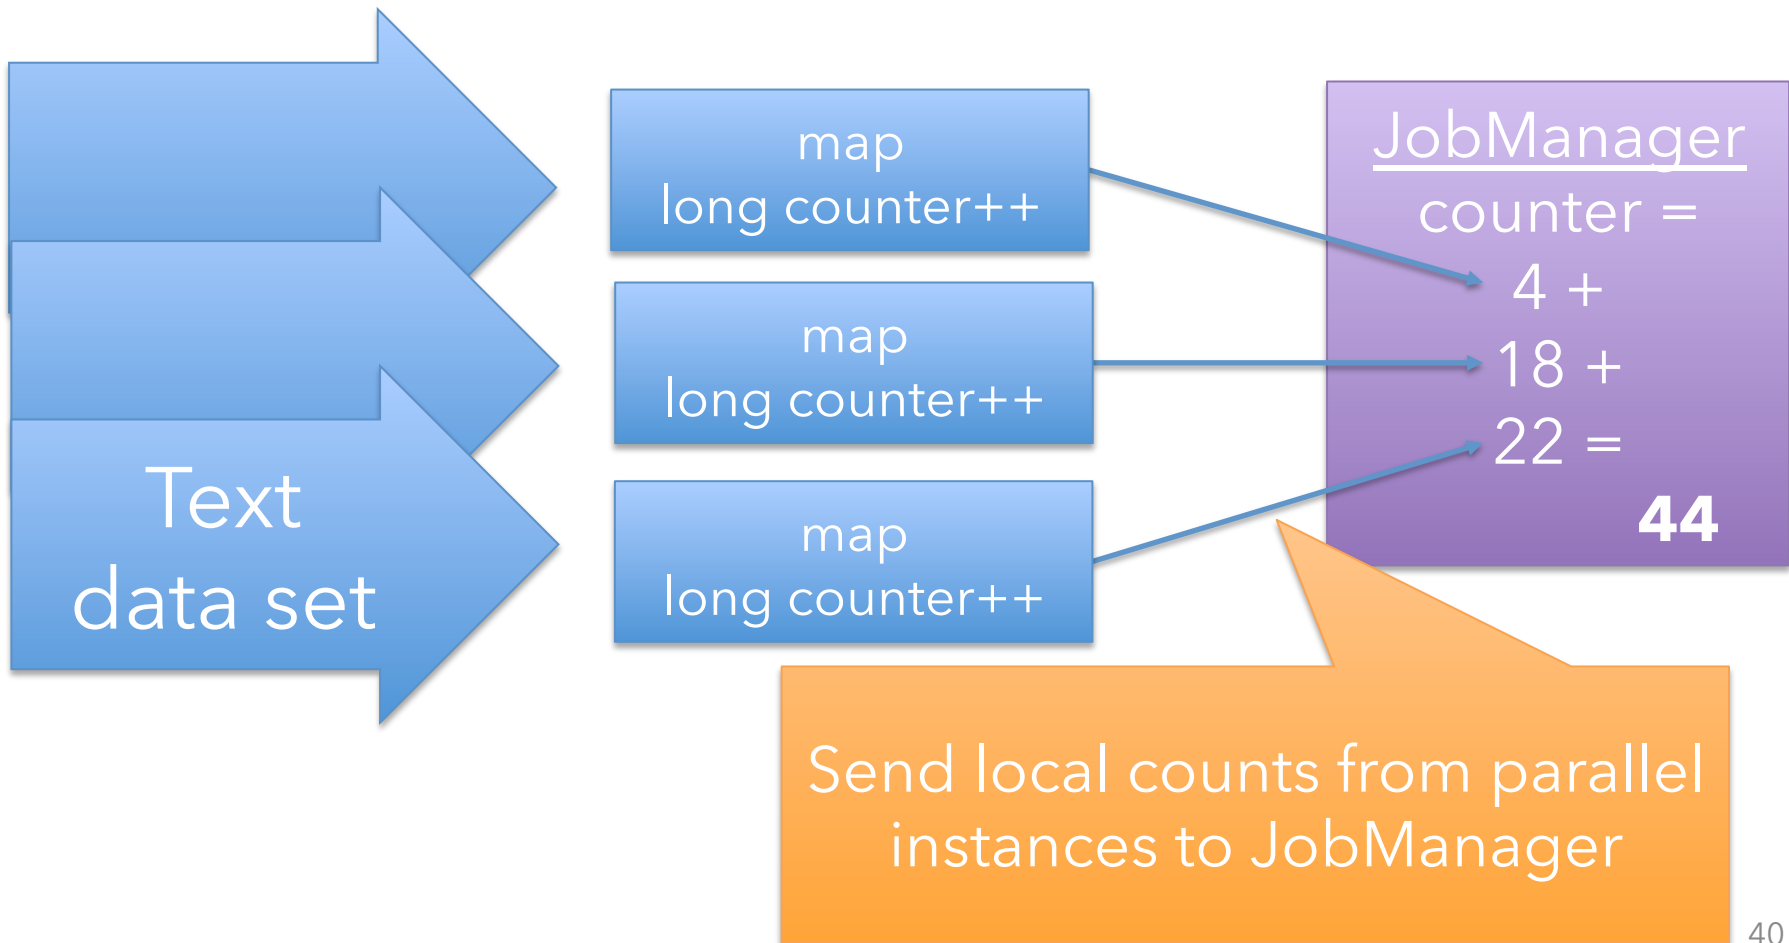 Text
data set
map
long counter++
map
long counter++
map
long counter++
JobManager
counter =
4 +
18 +
22 =
44
Send local counts from parallel
instances to JobManager
40